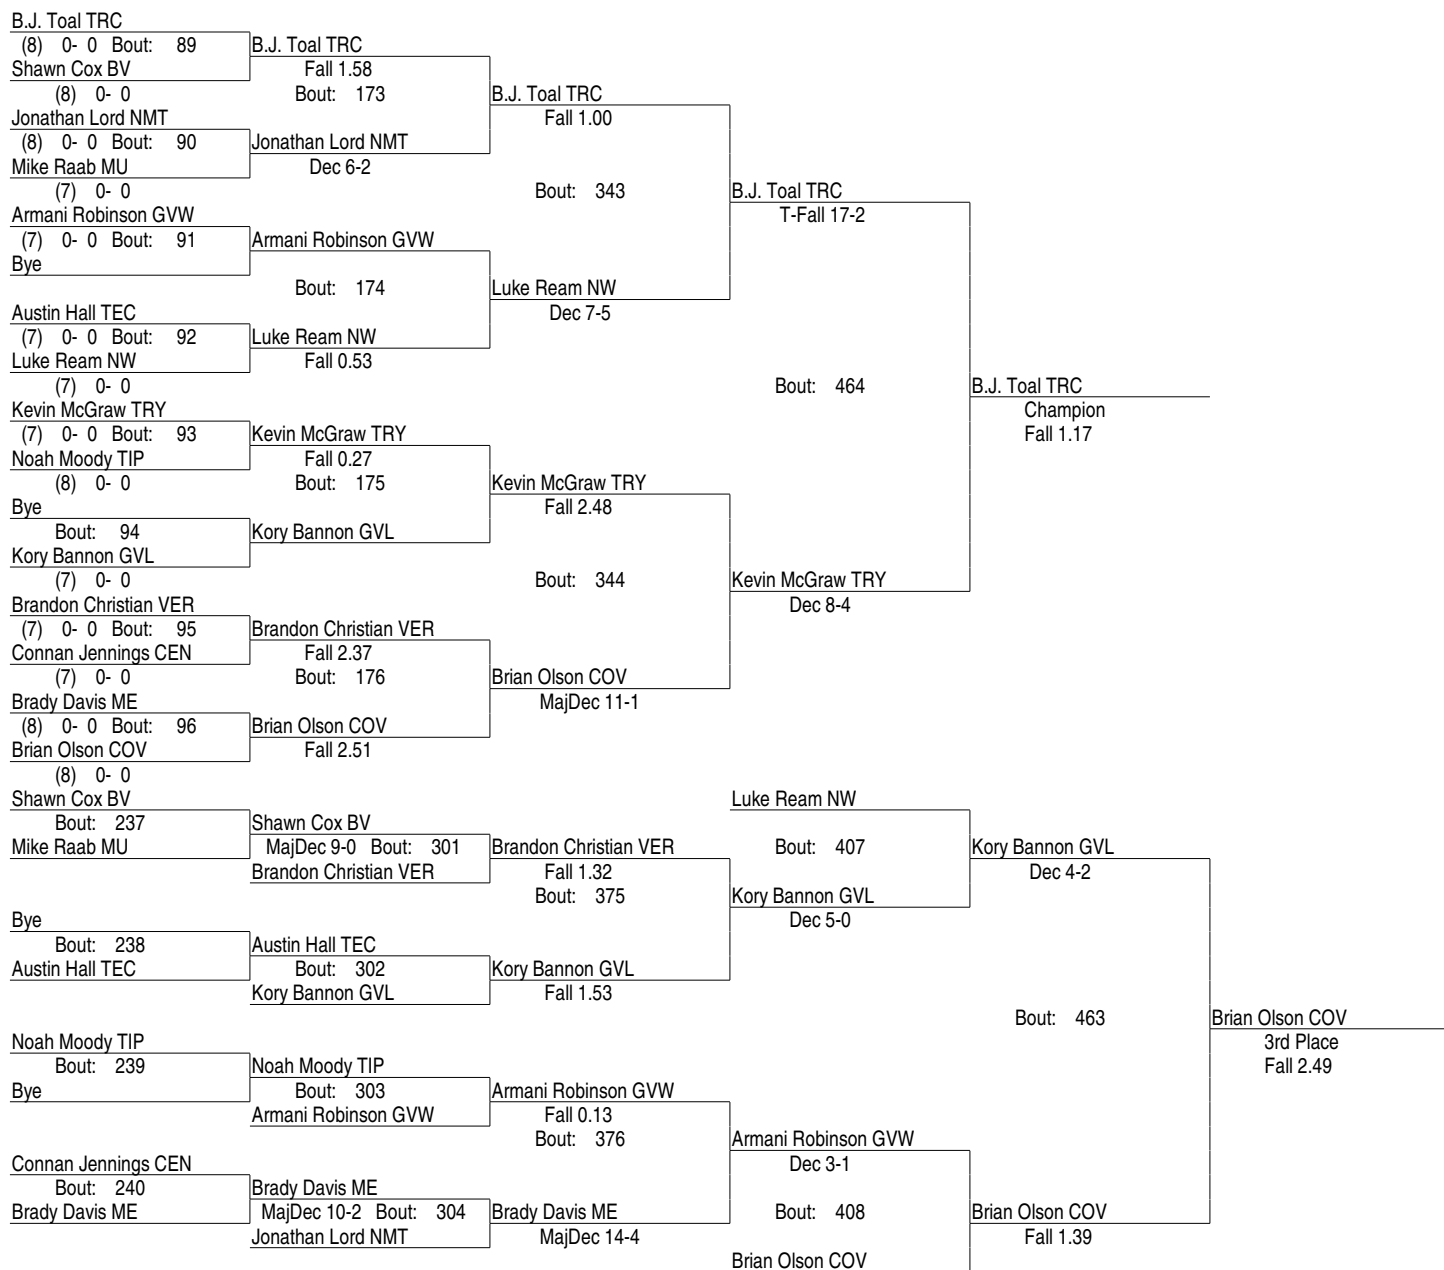 B.J. Toal TRC
(8) 0- 0 Bout: 89 B.J. Toal TRC
Shawn Cox BV Fall 1.58
(8) 0- 0 Bout: 173 B.J. Toal TRC
Jonathan Lord NMT Fall 1.00
(8) 0- 0 Bout: 90 Jonathan Lord NMT
Mike Raab MU Dec 6-2
(7) 0- 0 Bout: 343 B.J. Toal TRC
Armani Robinson GVW T-Fall 17-2
(7) 0- 0 Bout: 91 Armani Robinson GVW
Bye
Bout: 174 Luke Ream NW
Austin Hall TEC Dec 7-5
(7) 0- 0 Bout: 92 Luke Ream NW
Luke Ream NW Fall 0.53
(7) 0- 0 Bout: 464 B.J. Toal TRC
Kevin McGraw TRY Champion
(7) 0- 0 Bout: 93 Kevin McGraw TRY Fall 1.17
Noah Moody TIP Fall 0.27
(8) 0- 0 Bout: 175 Kevin McGraw TRY
Bye Fall 2.48
Bout: 94 Kory Bannon GVL
Kory Bannon GVL
(7) 0- 0 Bout: 344 Kevin McGraw TRY
Brandon Christian VER Dec 8-4
(7) 0- 0 Bout: 95 Brandon Christian VER
Connan Jennings CEN Fall 2.37
(7) 0- 0 Bout: 176 Brian Olson COV
Brady Davis ME MajDec 11-1
(8) 0- 0 Bout: 96 Brian Olson COV
Brian Olson COV Fall 2.51
(8) 0- 0
Shawn Cox BV Luke Ream NW
Bout: 237 Shawn Cox BV
Mike Raab MU MajDec 9-0 Bout: 301 Brandon Christian VER Bout: 407 Kory Bannon GVL
Brandon Christian VER Fall 1.32 Dec 4-2
Bout: 375 Kory Bannon GVL
Bye Dec 5-0
Bout: 238 Austin Hall TEC
Austin Hall TEC Bout: 302 Kory Bannon GVL
Kory Bannon GVL Fall 1.53
Bout: 463 Brian Olson COV
Noah Moody TIP 3rd Place
Bout: 239 Noah Moody TIP Fall 2.49
Bye Bout: 303 Armani Robinson GVW
Armani Robinson GVW Fall 0.13
Bout: 376 Armani Robinson GVW
Connan Jennings CEN Dec 3-1
Bout: 240 Brady Davis ME
Brady Davis ME MajDec 10-2 Bout: 304 Brady Davis ME Bout: 408 Brian Olson COV
Jonathan Lord NMT MajDec 14-4 Fall 1.39
Brian Olson COV